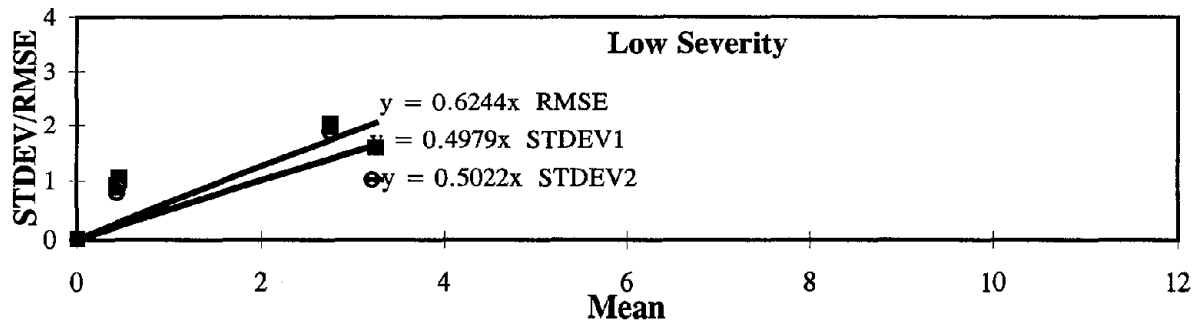 4
Low Severity
3
STDEV/RMSE
y = 0.6244x RMSE
2
y = 0.4979x STDEV1
y = 0.5022x STDEV2
1
0
0 2 4 6 8 10 12
Mean